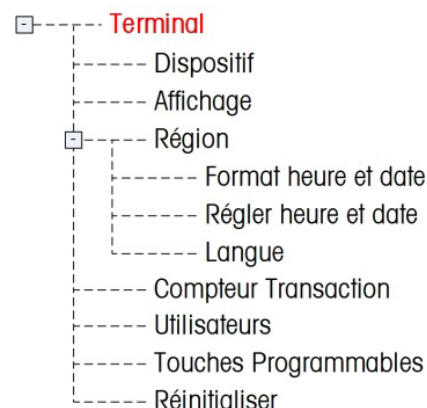 Terminal
Dispositif
Affichage
Région
Format heure et date
Régler heure et date
Langue
Compteur Transaction
Utilisateurs
Touches Programmables
Réinitialiser